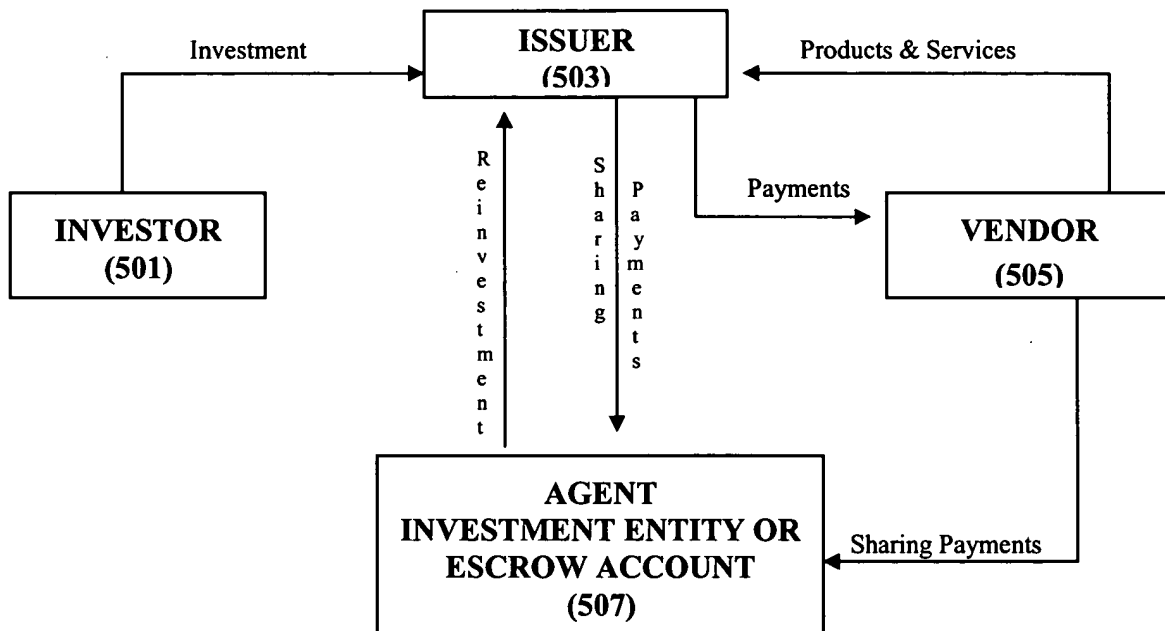 ISSUER
(503)
Investment
Products & Services
Reinvestment
Sharing
Payments
Payments
INVESTOR
(501)
VENDOR
(505)
AGENT
INVESTMENT ENTITY OR
ESCROW ACCOUNT
(507)
Sharing Payments